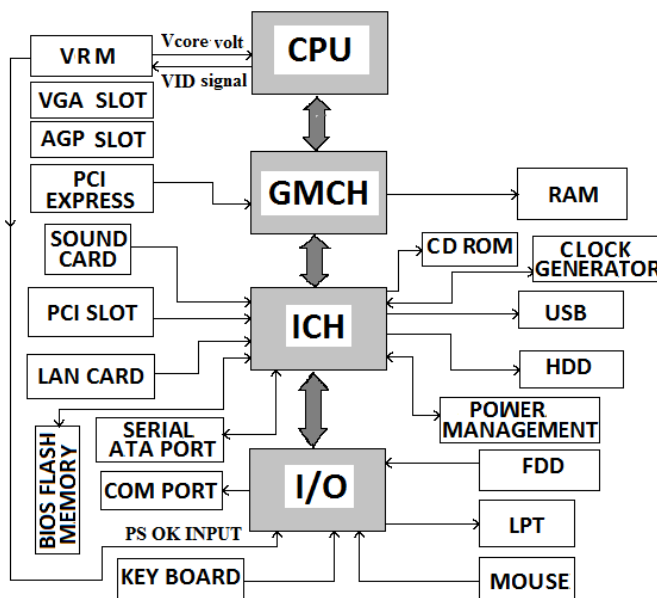 VRM
Vcore volt
VID signal
CPU
VGA SLOT
AGP SLOT
PCI
EXPRESS
GMCH
RAM
SOUND
CARD
CD ROM
CLOCK
GENERATOR
PCI SLOT
ICH
USB
LAN CARD
HDD
BIOS FLASH
MEMORY
SERIAL
ATA PORT
POWER
MANAGEMENT
COM PORT
I/O
FDD
PS OK INPUT
LPT
KEY BOARD
MOUSE